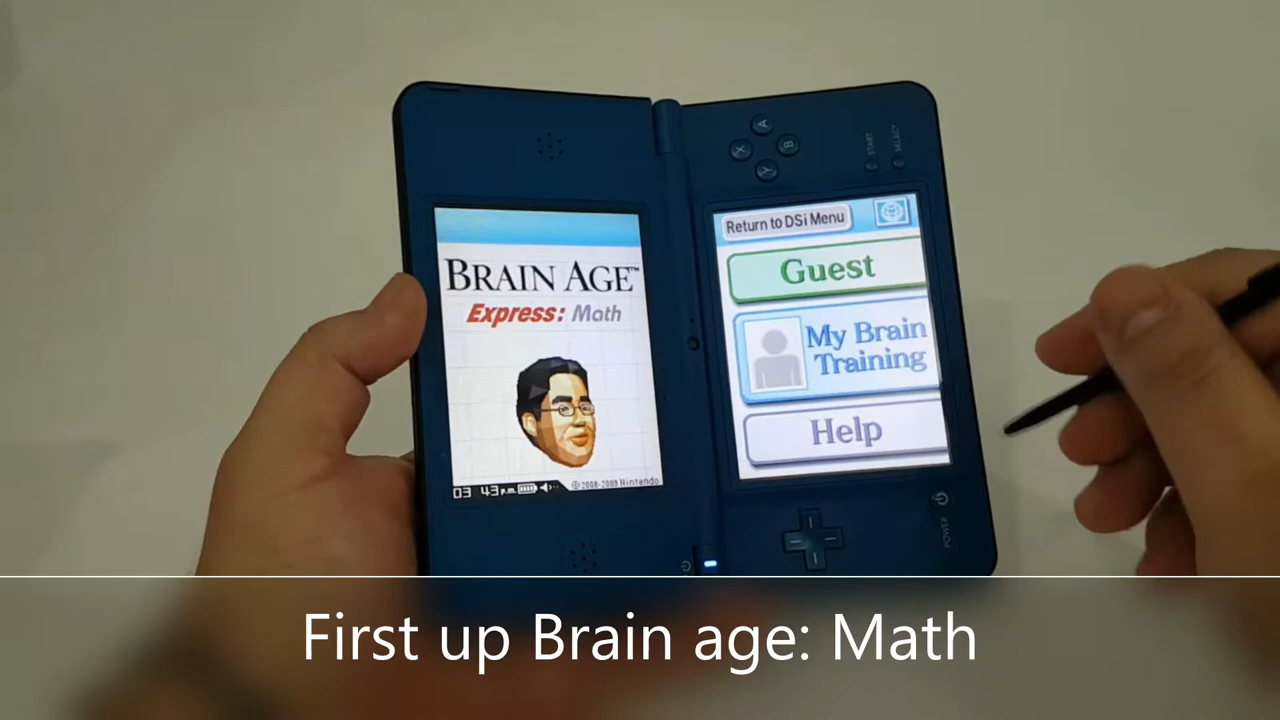 BRAIN AGE™
Express: Math
03 43 p.m.
©2008-2009 Nintendo
A
B
X
Y
START
SELECT
Return to DSi Menu
Guest
My Brain
Training
Help
POWER
First up Brain age: Math